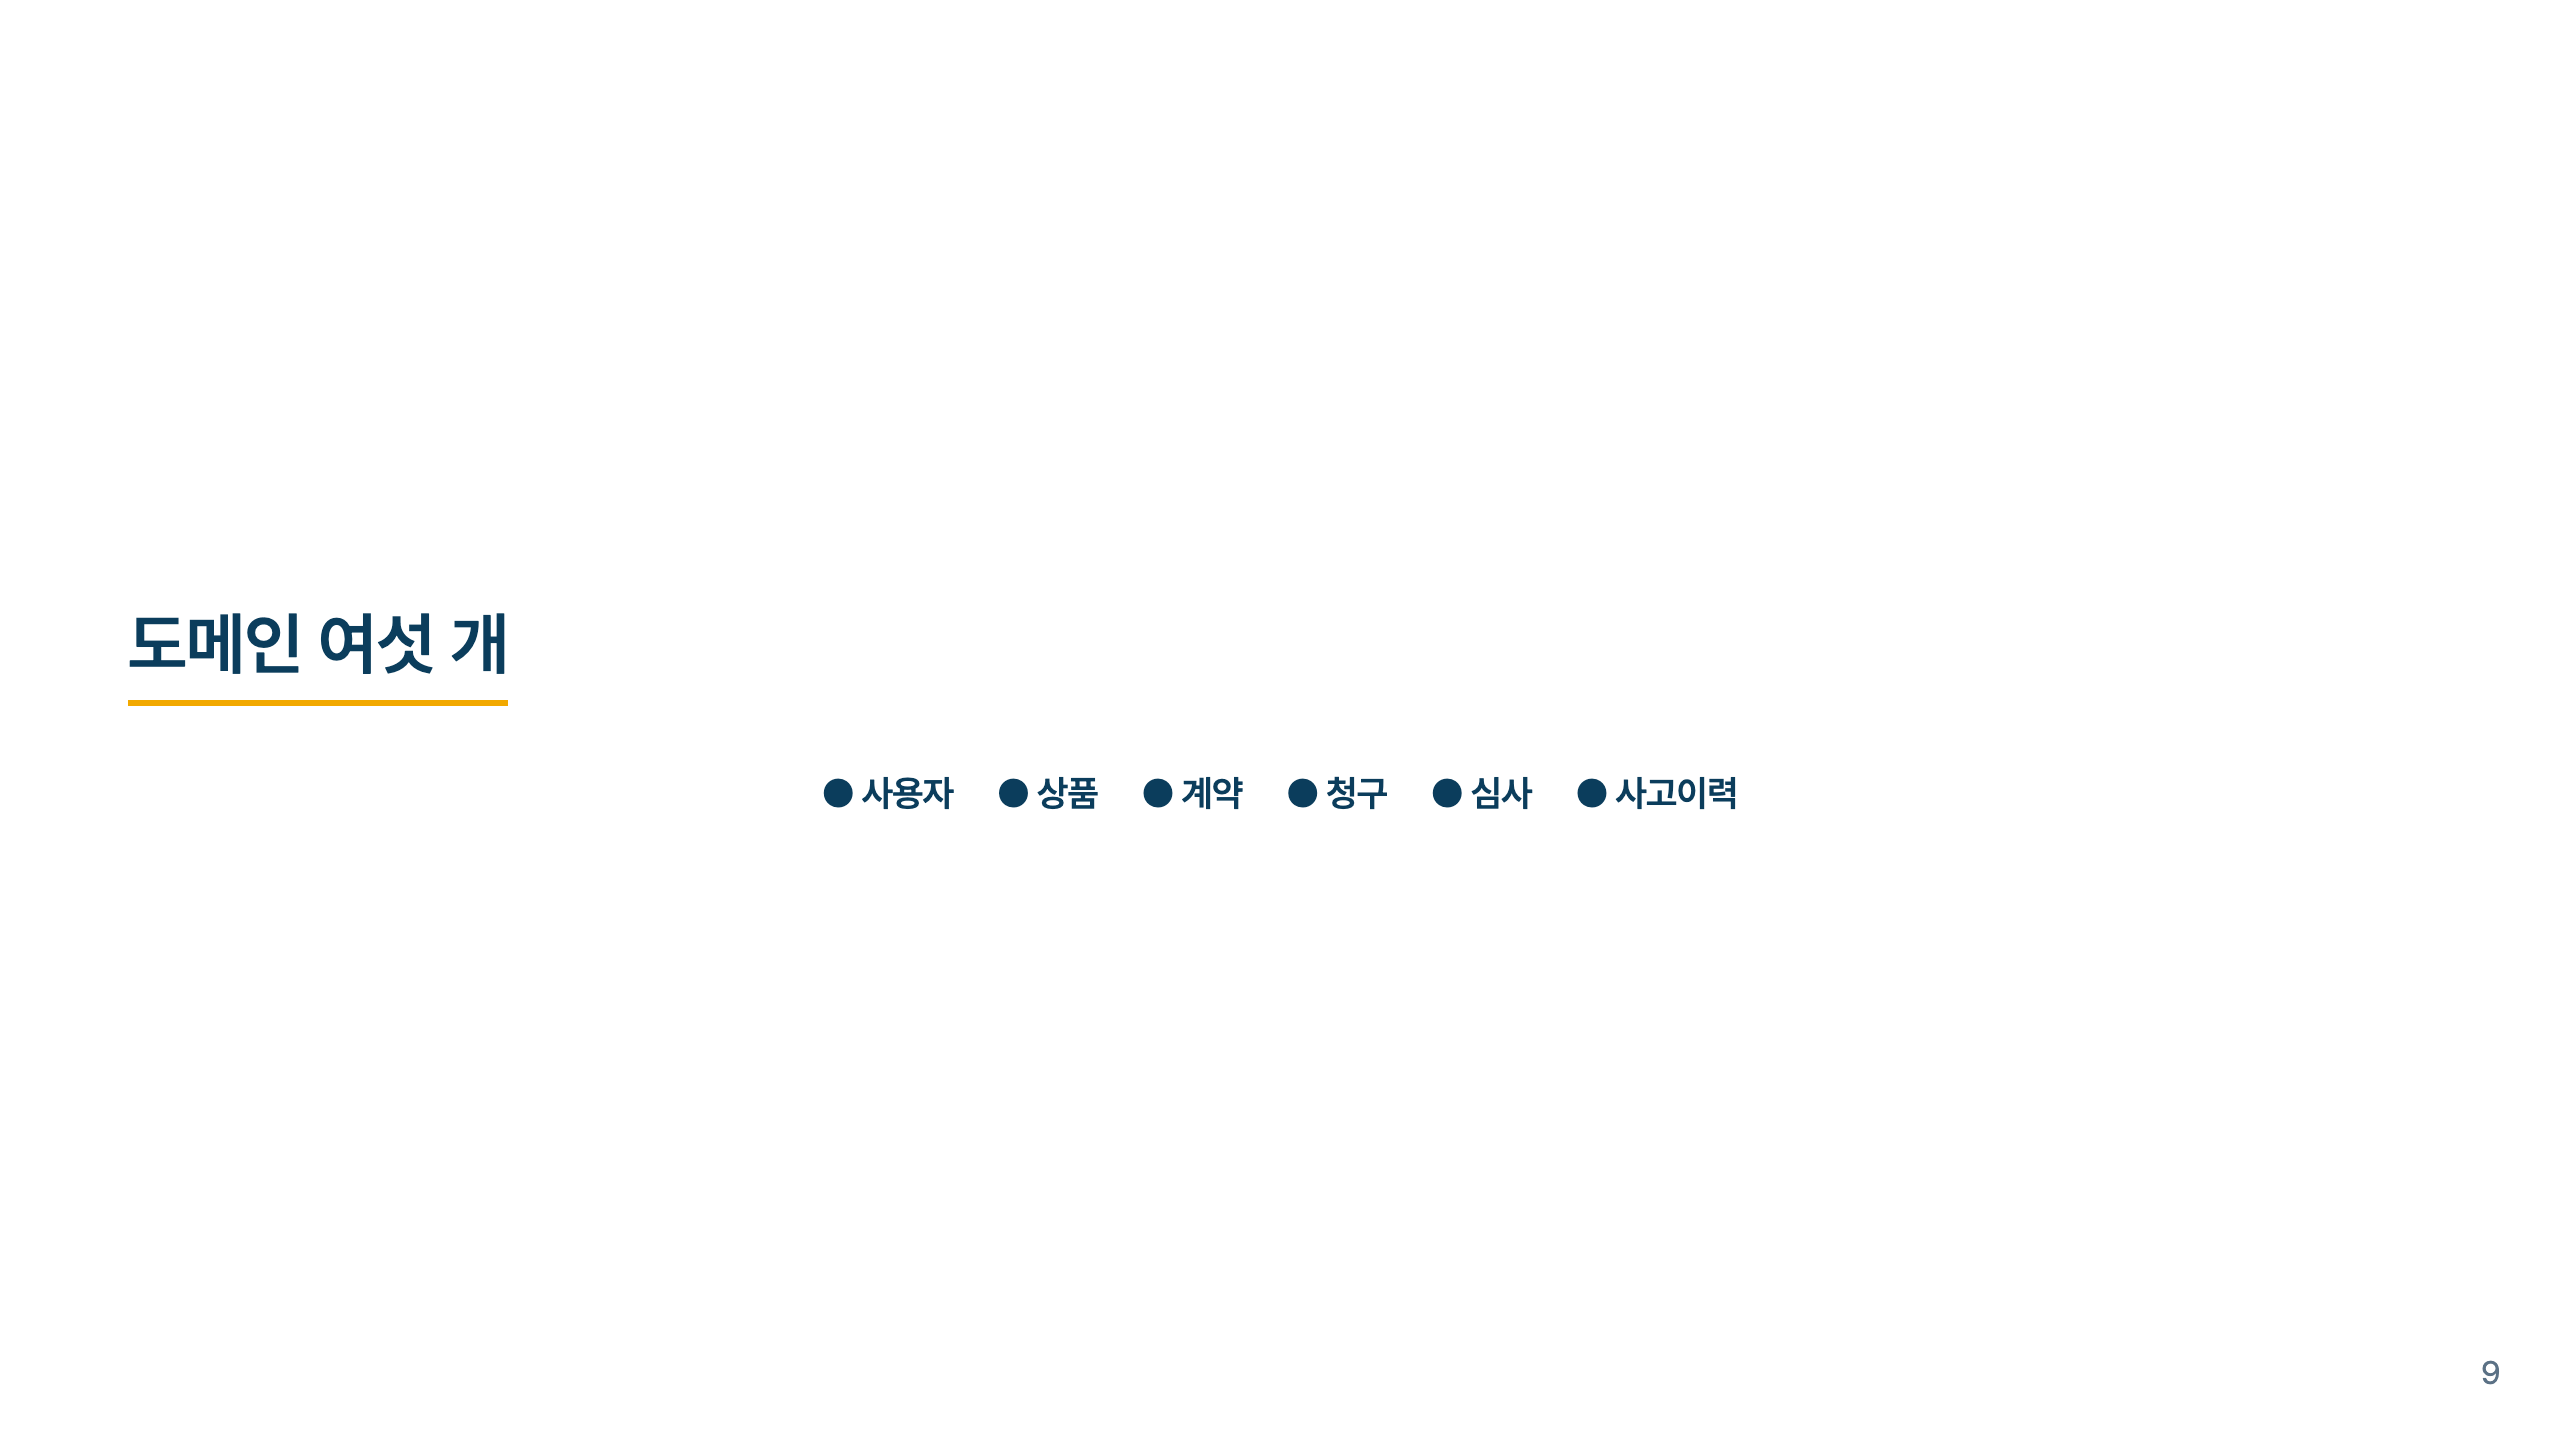 도메인 여섯 개
● 사용자 ● 상품 ● 계약 ● 청구 ● 심사 ● 사고이력
9